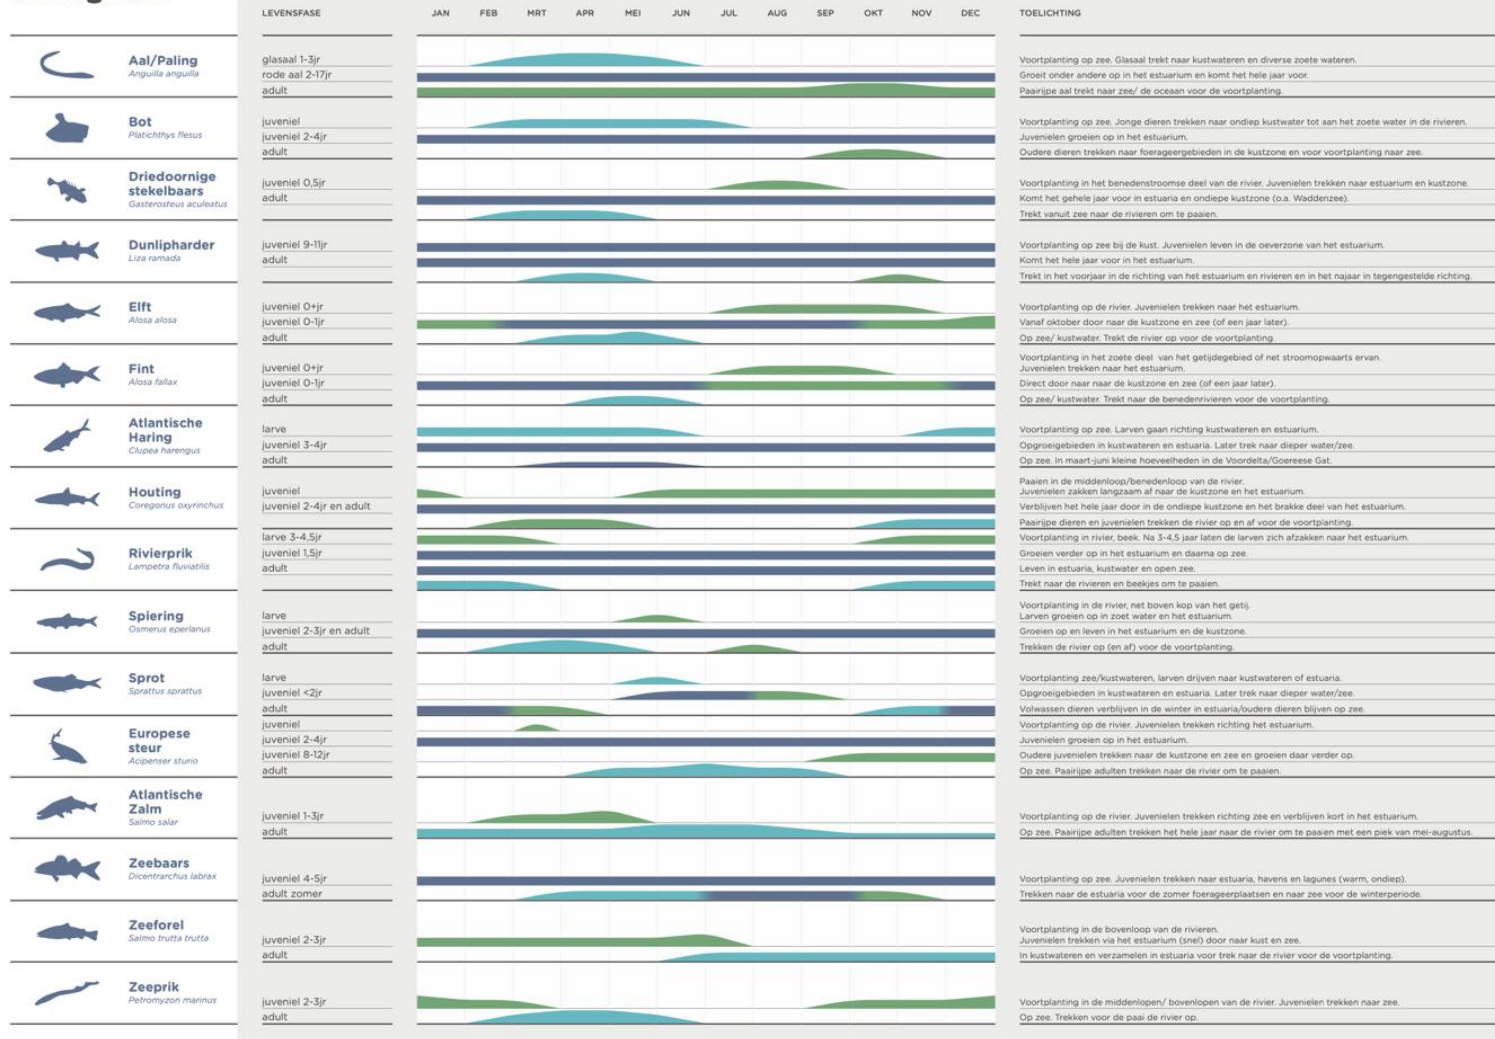 LEVENSFASE JAN FEB MRT APR MEI JUN JUL AUG SEP OKT NOV DEC TOELICHTING
Aal/Paling
Anguilla anguilla
glasaal 1-3jr Voortplanting op zee. Glasaal trekt naar kustwateren en diverse zoete wateren.
rode aal 2-17jr Groeit onder andere op in het estuarium en komt het hele jaar voor.
adult Paairijpe aal trekt naar zee/ de oceaan voor de voortplanting.
Bot
Platichthys flesus
juveniel Voortplanting op zee. Jonge dieren trekken naar ondiep kustwater tot aan het zoete water in de rivieren.
juveniel 2-4jr Juvenielen groeien op in het estuarium.
adult Oudere dieren trekken naar foerageergebieden in de kustzone en voor voortplanting naar zee.
Driedoornige
stekelbaars
Gasterosteus aculeatus
juveniel 0,5jr Voortplanting in het benedenstroomse deel van de rivier. Juvenielen trekken naar estuarium en kustzone.
adult Komt het gehele jaar voor in estuaria en ondiepe kustzone (o.a. Waddenzee).
Trekt vanuit zee naar de rivieren om te paaien.
Dunlipharder
Liza ramada
juveniel 9-11jr Voortplanting op zee bij de kust. Juvenielen leven in de oeverzone van het estuarium.
adult Komt het hele jaar voor in het estuarium.
Trekt in het voorjaar in de richting van het estuarium en rivieren en in het najaar in tegengestelde richting.
Elft
Alosa alosa
juveniel 0+jr Voortplanting op de rivier. Juvenielen trekken naar het estuarium.
juveniel 0-1jr Vanaf oktober door naar de kustzone en zee (of een jaar later).
adult Op zee/ kustwater. Trekt de rivier op voor de voortplanting.
Fint
Alosa fallax
Voortplanting in het zoete deel van het getijdegebied of net stroomopwaarts ervan.
juveniel 0+jr Juvenielen trekken naar het estuarium.
juveniel 0-1jr Direct door naar naar de kustzone en zee (of een jaar later).
adult Op zee/ kustwater. Trekt naar de benedenrivieren voor de voortplanting.
Atlantische
Haring
Clupea harengus
larve Voortplanting op zee. Larven gaan richting kustwateren en estuarium.
juveniel 3-4jr Opgroeigebieden in kustwateren en estuaria. Later trek naar dieper water/zee.
adult Op zee. In maart-juni kleine hoeveelheden in de Voordelta/Goereese Gat.
Houting
Coregonus oxyrinchus
Paaien in de middenloop/benedenloop van de rivier.
juveniel Juvenielen zakken langzaam af naar de kustzone en het estuarium.
juveniel 2-4jr en adult Verblijven het hele jaar door in de ondiepe kustzone en het brakke deel van het estuarium.
Paairijpe dieren en juvenielen trekken de rivier op en af voor de voortplanting.
Rivierprik
Lampetra fluviatilis
larve 3-4,5jr Voortplanting in rivier, beek. Na 3-4,5 jaar laten de larven zich afzakken naar het estuarium.
juveniel 1,5jr Groeien verder op in het estuarium en daarna op zee.
adult Leven in estuaria, kustwater en open zee.
Trekt naar de rivieren en beekjes om te paaien.
Spiering
Osmerus eperlanus
Voortplanting in de rivier, net boven kop van het getij.
larve Larven groeien op in zoet water en het estuarium.
juveniel 2-3jr en adult Groeien op en leven in het estuarium en de kustzone.
adult Trekken de rivier op (en af) voor de voortplanting.
Sprot
Sprattus sprattus
larve Voortplanting zee/kustwateren, larven drijven naar kustwateren of estuaria.
juveniel <2jr Opgroeigebieden in kustwateren en estuaria. Later trek naar dieper water/zee.
adult Volwassen dieren verblijven in de winter in estuaria/oudere dieren blijven op zee.
Europese
steur
Acipenser sturio
juveniel Voortplanting op de rivier. Juvenielen trekken richting het estuarium.
juveniel 2-4jr Juvenielen groeien op in het estuarium.
juveniel 8-12jr Oudere juvenielen trekken naar de kustzone en zee en groeien daar verder op.
adult Op zee. Paairijpe adulten trekken naar de rivier om te paaien.
Atlantische
Zalm
Salmo salar
juveniel 1-3jr Voortplanting op de rivier. Juvenielen trekken richting zee en verblijven kort in het estuarium.
adult Op zee. Paairijpe adulten trekken het hele jaar naar de rivier om te paaien met een piek van mei-augustus.
Zeebaars
Dicentrarchus labrax
juveniel 4-5jr Voortplanting op zee. Juvenielen trekken naar estuaria, havens en lagunes (warm, ondiep).
adult zomer Trekken naar de estuaria voor de zomer foerageerplaatsen en naar zee voor de winterperiode.
Zeeforel
Salmo trutta trutta
Voortplanting in de bovenloop van de rivieren.
juveniel 2-3jr Juvenielen trekken via het estuarium (snel) door naar kust en zee.
adult In kustwateren en verzamelen in estuaria voor trek naar de rivier voor de voortplanting.
Zeeprik
Petromyzon marinus
juveniel 2-3jr Voortplanting in de middenlopen/ bovenlopen van de rivier. Juvenielen trekken naar zee.
adult Op zee. Trekken voor de paai de rivier op.